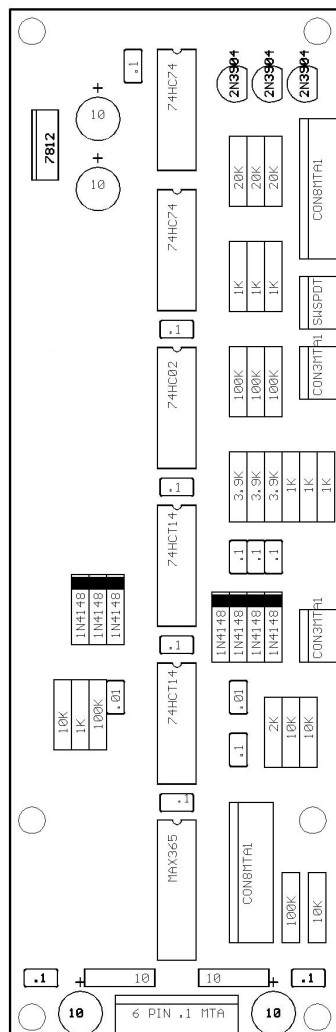 .1
74HC74
2N3904
2N3904
2N3904
+
10
7812
+
10
20K
20K
20K
CON8MTA1
74HC74
1K
1K
1K
SWSPDT
.1
74HC02
100K
100K
100K
CON3MTA1
.1
3.9K
3.9K
3.9K
1K
1K
1K
74HCT14
.1
.1
.1
1N4148
1N4148
1N4148
1N4148
1N4148
1N4148
1N4148
CON3MTA1
.1
74HCT14
10K
1K
100K
.01
.01
2K
10K
10K
.1
.1
MAX365
CON8MTA1
100K
10K
.1
+
10
10
+
.1
10
6 PIN .1 MTA
10